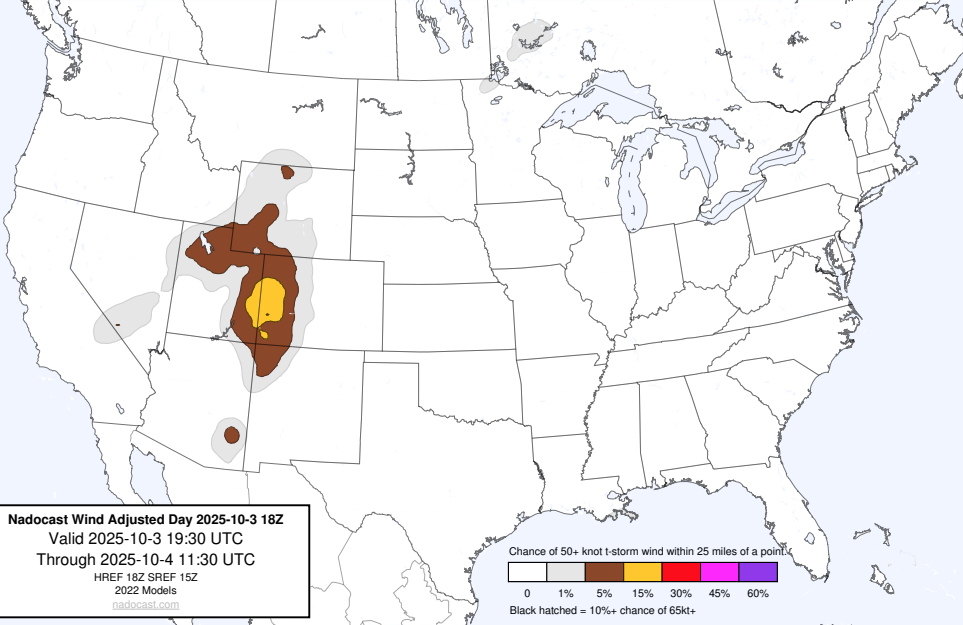 Nadocast Wind Adjusted Day 2025-10-3 18Z
Valid 2025-10-3 19:30 UTC
Through 2025-10-4 11:30 UTC
HREF 18Z SREF 15Z
2022 Models
nadocast.com
Chance of 50+ knot t-storm wind within 25 miles of a point.
0 1% 5% 15% 30% 45% 60%
Black hatched = 10%+ chance of 65kt+